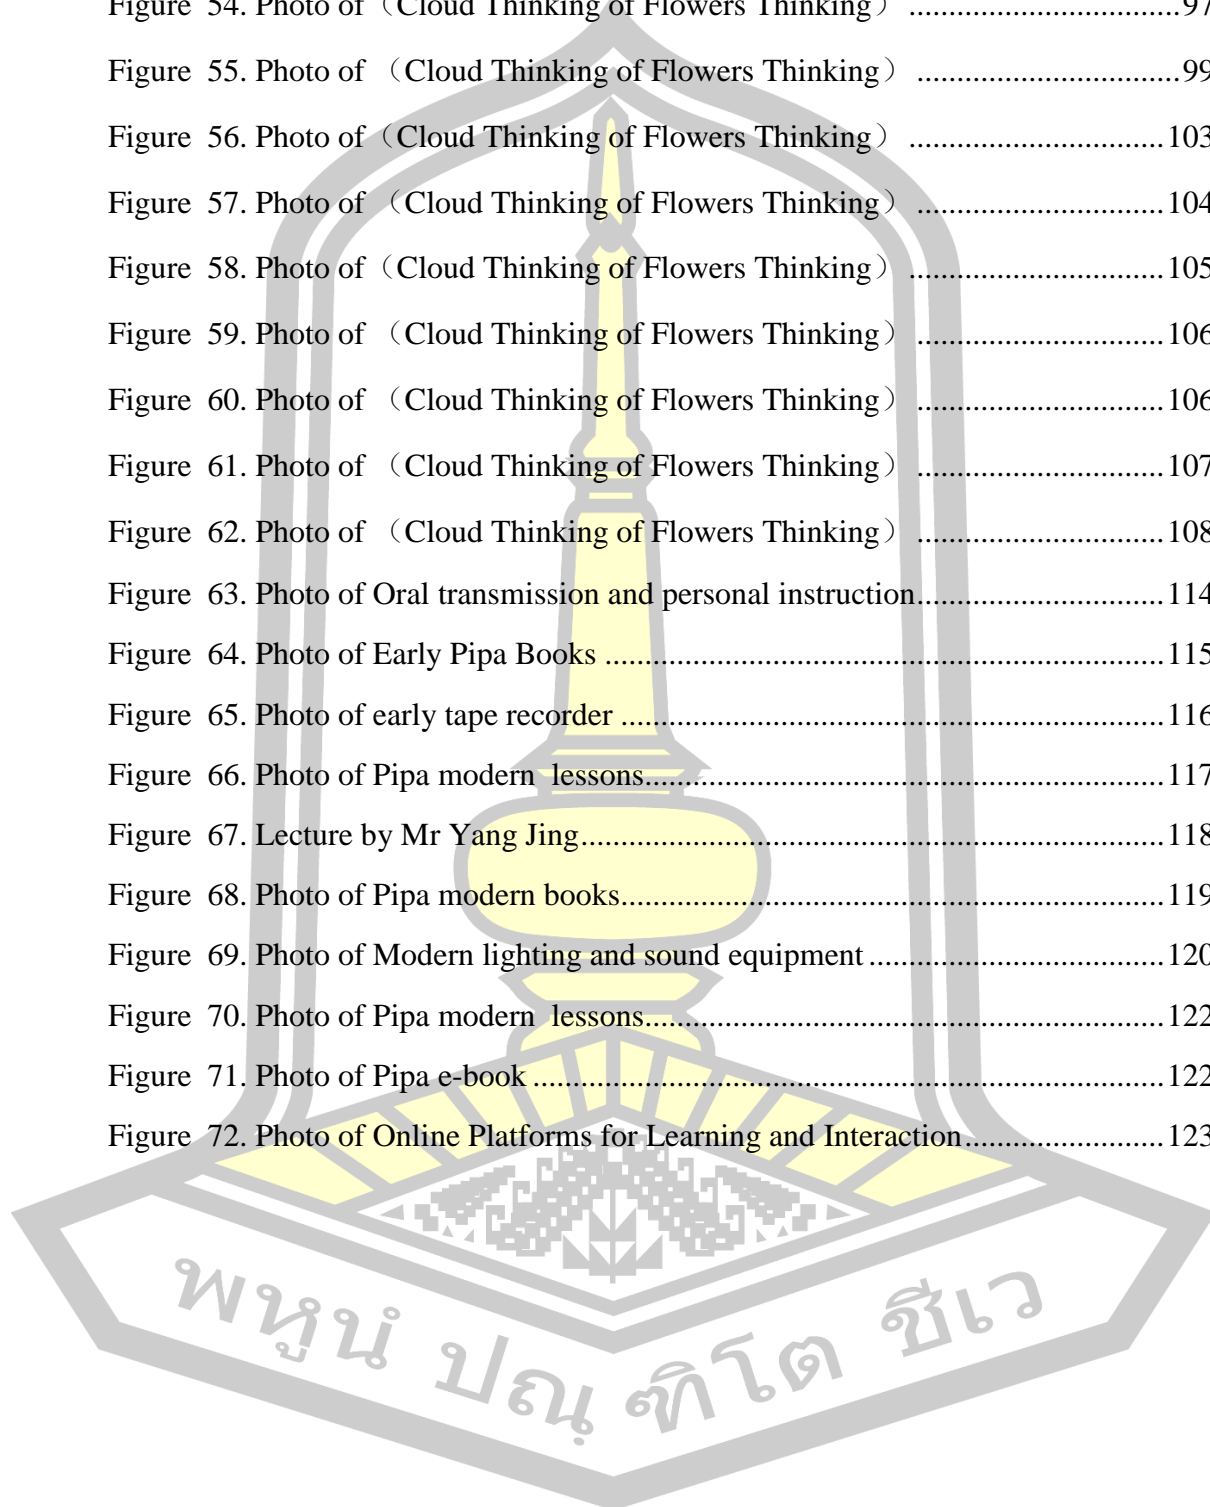 Figure 54. Photo of（Cloud Thinking of Flowers Thinking） ..............................97
Figure 55. Photo of （Cloud Thinking of Flowers Thinking） .............................99
Figure 56. Photo of（Cloud Thinking of Flowers Thinking） ............................103
Figure 57. Photo of （Cloud Thinking of Flowers Thinking） ...........................104
Figure 58. Photo of（Cloud Thinking of Flowers Thinking） ............................105
Figure 59. Photo of （Cloud Thinking of Flowers Thinking） ...........................106
Figure 60. Photo of （Cloud Thinking of Flowers Thinking） ...........................106
Figure 61. Photo of （Cloud Thinking of Flowers Thinking） ...........................107
Figure 62. Photo of （Cloud Thinking of Flowers Thinking） ...........................108
Figure 63. Photo of Oral transmission and personal instruction...........................114
Figure 64. Photo of Early Pipa Books ..............................................................115
Figure 65. Photo of early tape recorder ............................................................116
Figure 66. Photo of Pipa modern lessons..........................................................117
Figure 67. Lecture by Mr Yang Jing.................................................................118
Figure 68. Photo of Pipa modern books............................................................119
Figure 69. Photo of Modern lighting and sound equipment ................................120
Figure 70. Photo of Pipa modern lessons..........................................................122
Figure 71. Photo of Pipa e-book ......................................................................122
Figure 72. Photo of Online Platforms for Learning and Interaction......................123
พหูนํ ปณฺฑิโต ชีเว